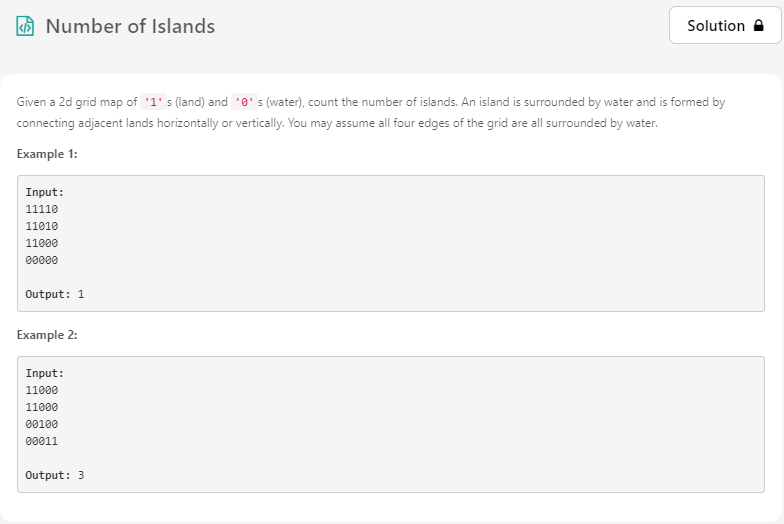 Number of Islands
Solution
Given a 2d grid map of '1's (land) and '0's (water), count the number of islands. An island is surrounded by water and is formed by
connecting adjacent lands horizontally or vertically. You may assume all four edges of the grid are all surrounded by water.
Example 1:
Input:
11110
11010
11000
00000
Output: 1
Example 2:
Input:
11000
11000
00100
00011
Output: 3